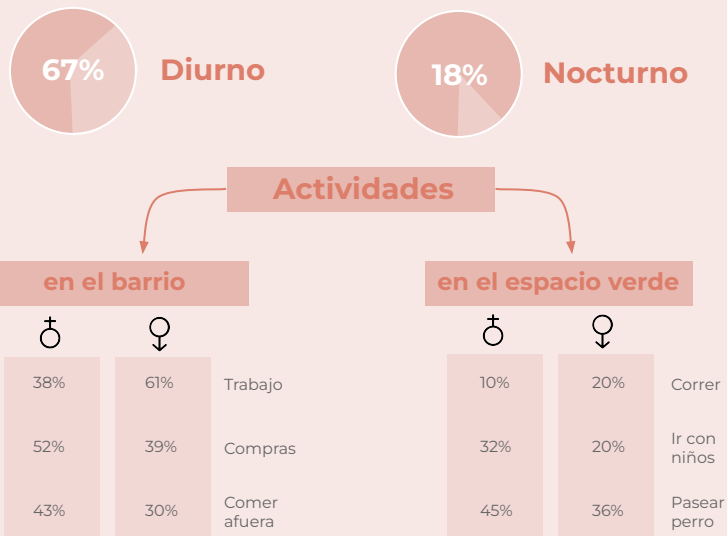 67%
Diurno
18%
Nocturno
Actividades
en el barrio
en el espacio verde
38%
61%
Trabajo
52%
39%
Compras
43%
30%
Comer
afuera
10%
20%
Correr
32%
20%
Ir con
niños
45%
36%
Pasear
perro